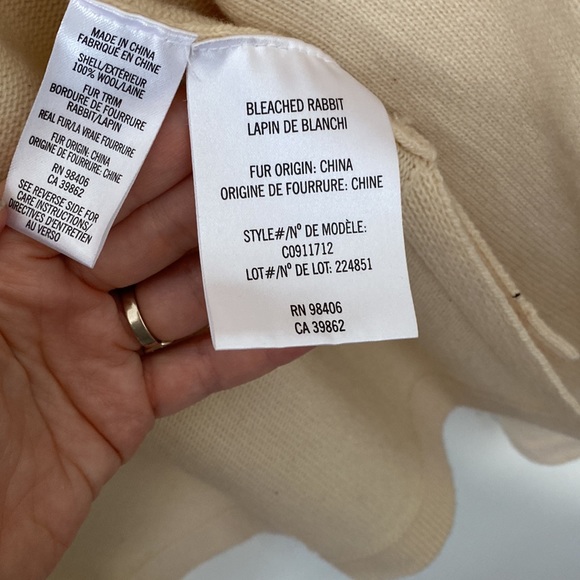 MADE IN CHINA
FABRIQUÉ EN CHINE
SHELL/EXTÉRIEUR
100% WOOL/LAINE
FUR TRIM
BORDURE DE FOURRURE
RABBIT/LAPIN
REAL FUR/LA VRAIE FOURRURE
FUR ORIGIN: CHINA
ORIGINE DE FOURRURE: CHINE
RN 98406
CA 39862
SEE REVERSE SIDE FOR
CARE INSTRUCTIONS/
DIRECTIVES D'ENTRETIEN
AU VERSO
BLEACHED RABBIT
LAPIN DE BLANCHI
FUR ORIGIN: CHINA
ORIGINE DE FOURRURE: CHINE
STYLE#/Nº DE MODÈLE:
C0911712
LOT#/Nº DE LOT: 224851
RN 98406
CA 39862